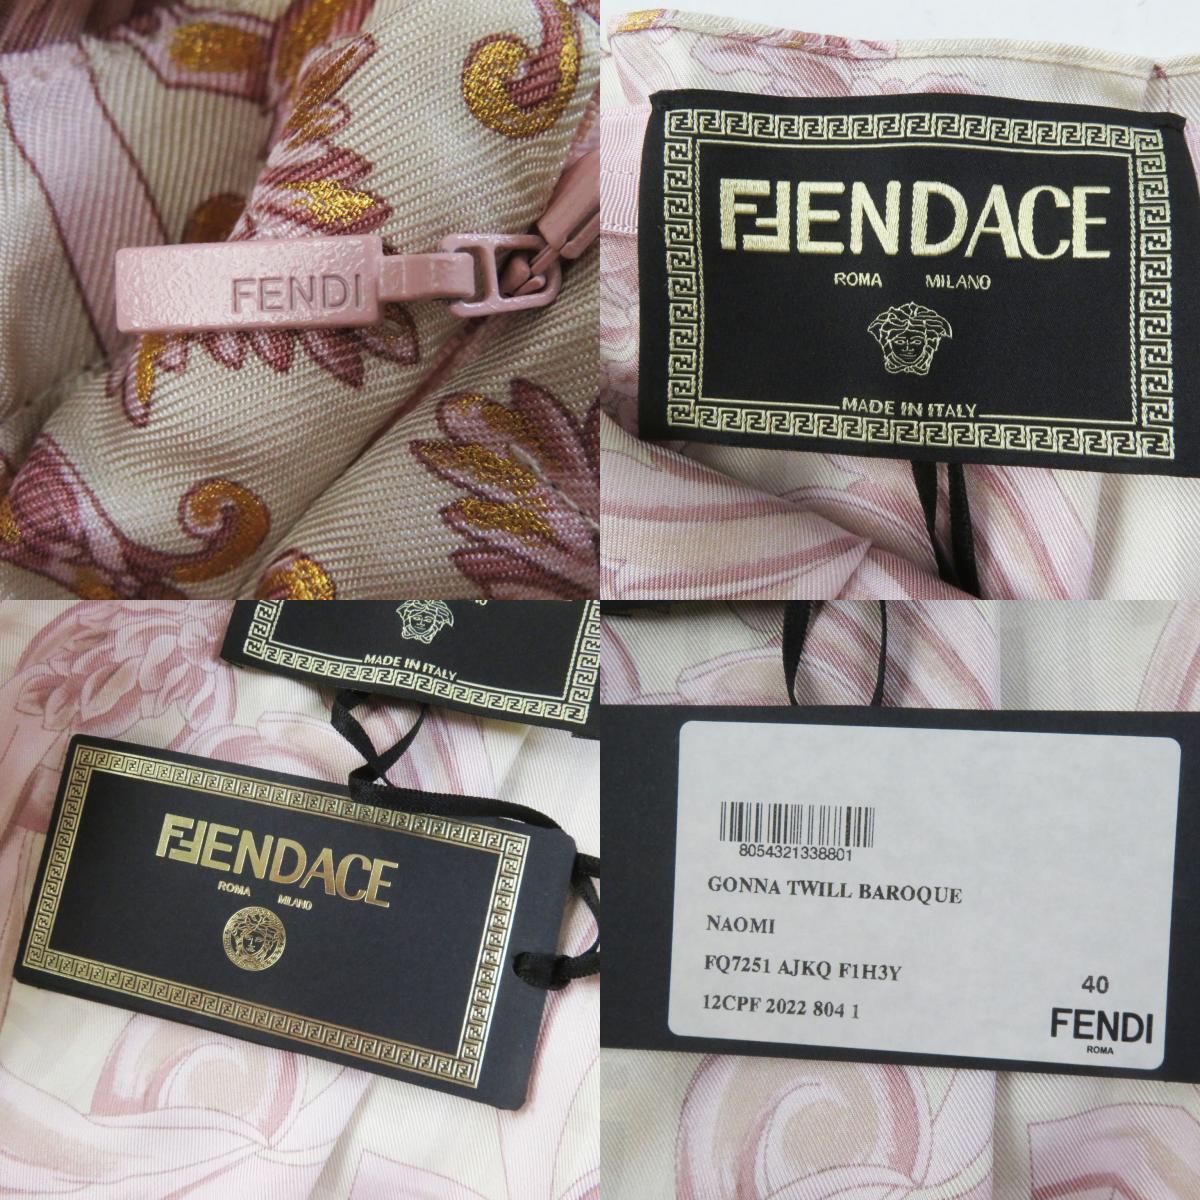 FENDI
FENDACE
ROMA MILANO
MADE IN ITALY
MADE IN ITALY
FENDACE
ROMA MILANO
8054321338801
GONNA TWILL BAROQUE
NAOMI
FQ7251 AJKQ F1H3Y
12CPF 2022 804 1
40
FENDI
ROMA